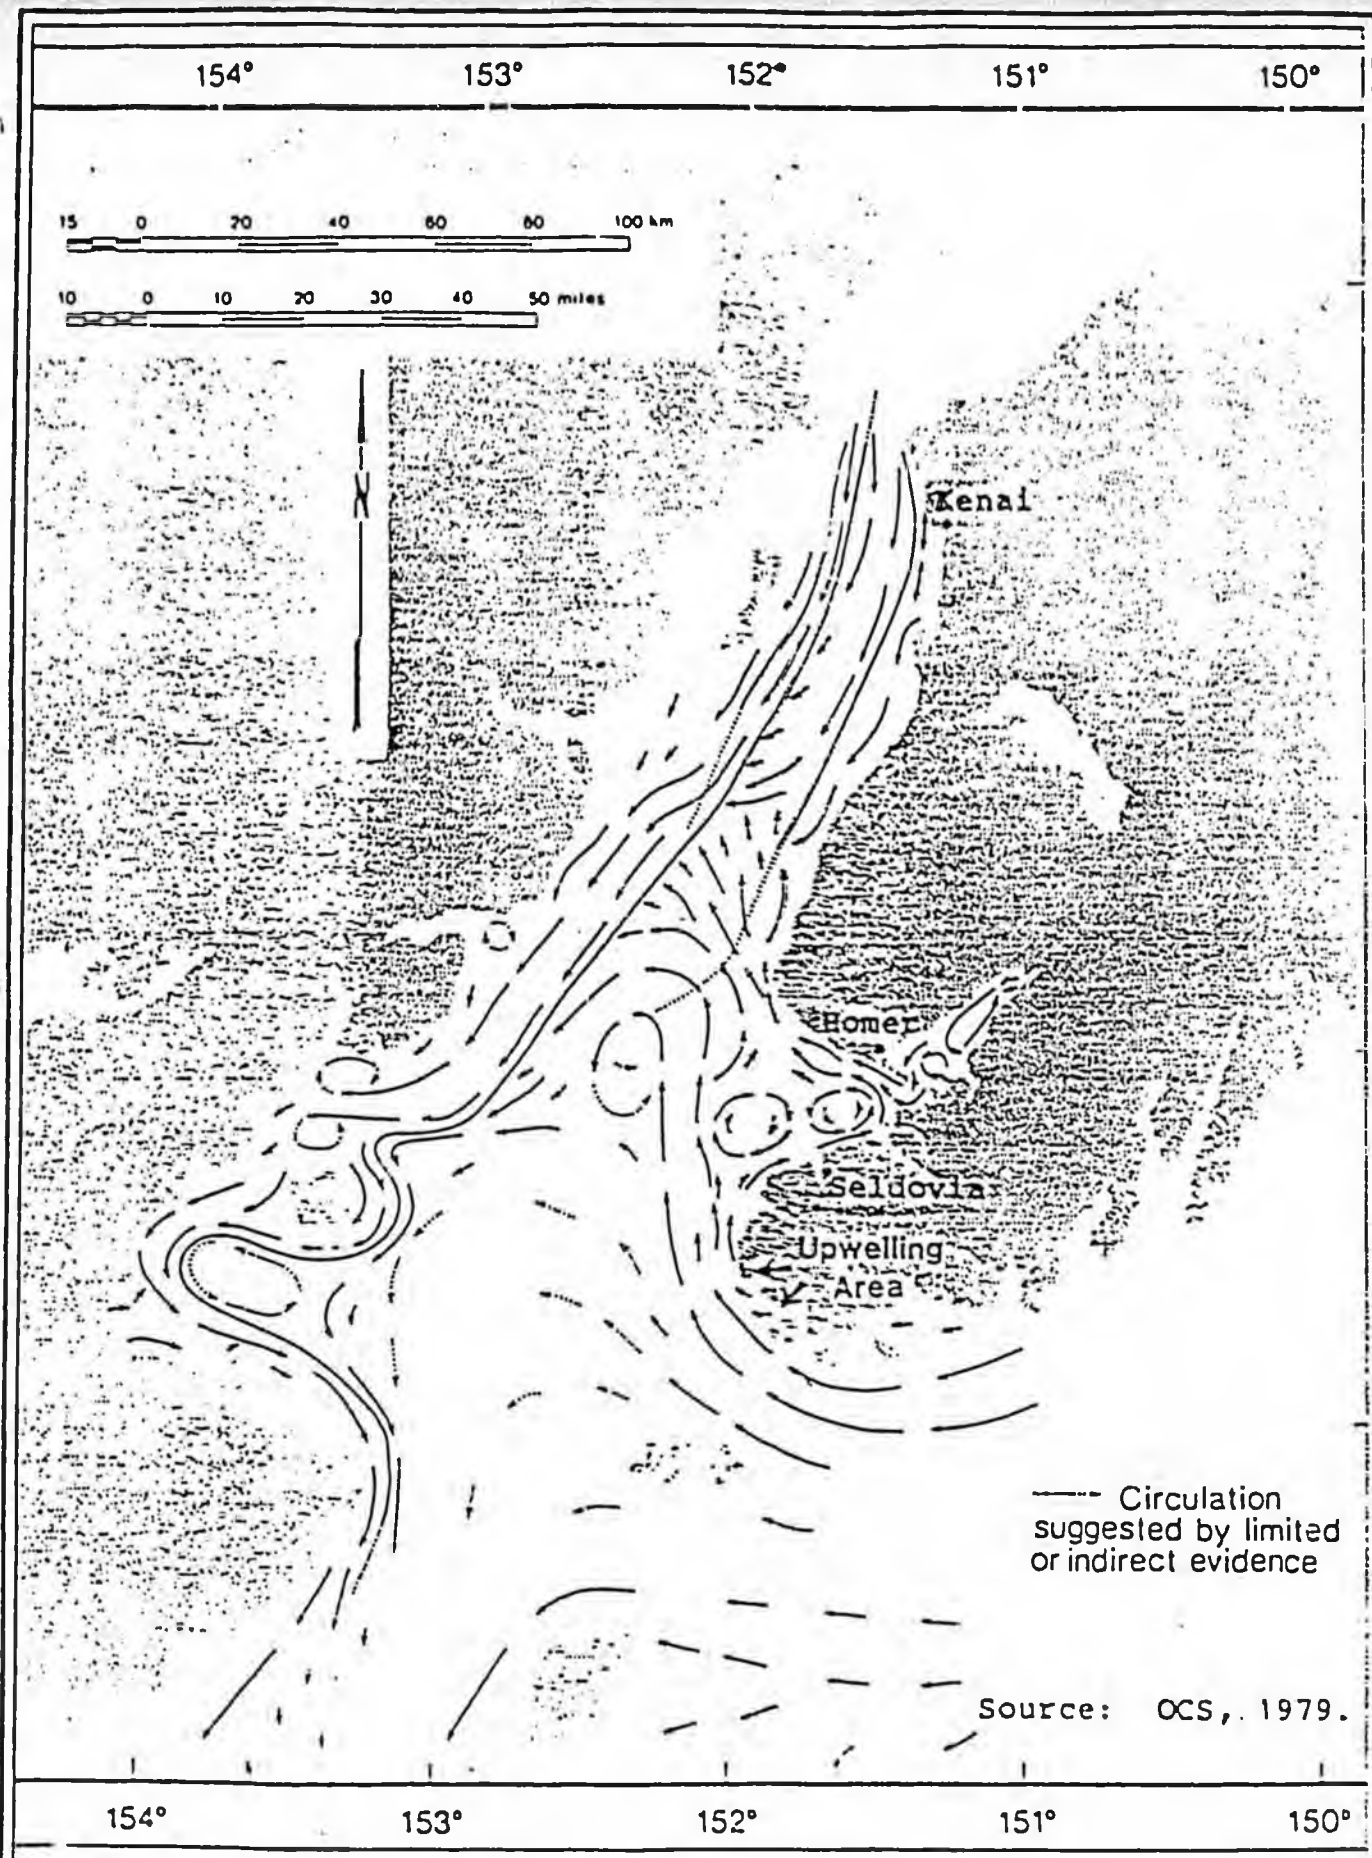 154° 153° 152° 151° 150°
15 0 20 40 60 80 100 km
10 0 10 20 30 40 50 miles
N
Kenai
Homer
Seldovia
Upwelling
Area
Circulation
suggested by limited
or indirect evidence
Source: OCS, 1979.
154° 153° 152° 151° 150°